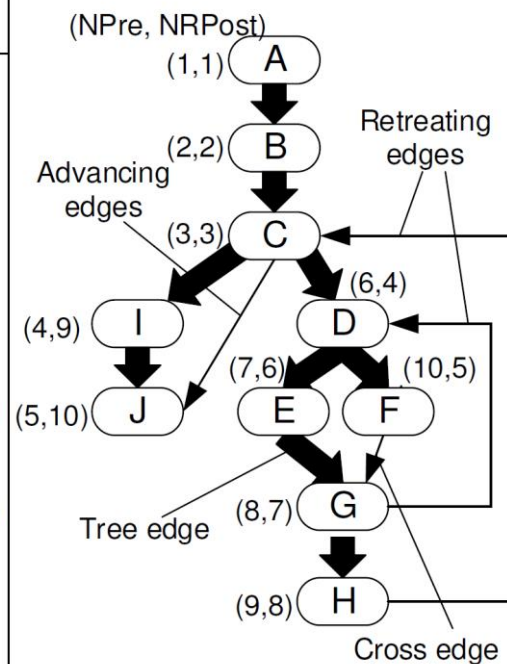 (NPre, NRPost)
(1,1) A
(2,2) B
Retreating
edges
Advancing
edges
(3,3) C
(6,4)
(4,9) I D
(7,6) (10,5)
(5,10) J E F
Tree edge
(8,7) G
(9,8) H
Cross edge